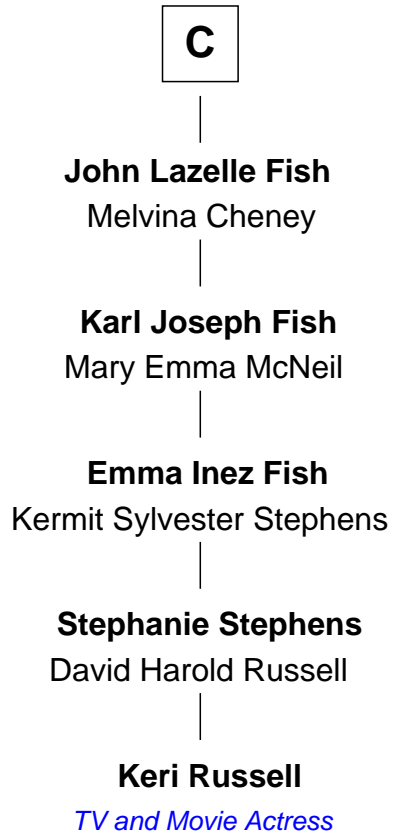 C
John Lazelle Fish
Melvina Cheney
Karl Joseph Fish
Mary Emma McNeil
Emma Inez Fish
Kermit Sylvester Stephens
Stephanie Stephens
David Harold Russell
Keri Russell
TV and Movie Actress